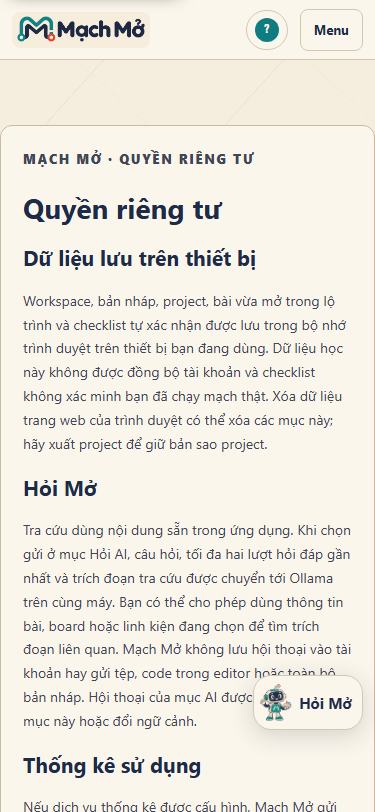 Mạch Mở
?
Menu
MẠCH MỞ · QUYỀN RIÊNG TƯ
Quyền riêng tư
Dữ liệu lưu trên thiết bị
Workspace, bản nháp, project, bài vừa mở trong lộ
trình và checklist tự xác nhận được lưu trong bộ nhớ
trình duyệt trên thiết bị bạn đang dùng. Dữ liệu học
này không được đồng bộ tài khoản và checklist
không xác minh bạn đã chạy mạch thật. Xóa dữ liệu
trang web của trình duyệt có thể xóa các mục này;
hãy xuất project để giữ bản sao project.
Hỏi Mở
Tra cứu dùng nội dung sẵn trong ứng dụng. Khi chọn
gửi ở mục Hỏi AI, câu hỏi, tối đa hai lượt hỏi đáp gần
nhất và trích đoạn tra cứu được chuyển tới Ollama
trên cùng máy. Bạn có thể cho phép dùng thông tin
bài, board hoặc linh kiện đang chọn để tìm trích
đoạn liên quan. Mạch Mở không lưu hội thoại vào tài
khoản hay gửi tệp, code trong editor hoặc toàn bộ
bản nháp. Hội thoại của mục AI được
mục này hoặc đổi ngữ cảnh.
Hỏi Mở
Thống kê sử dụng
Nếu dịch vụ thống kê được cấu hình, Mạch Mở gửi